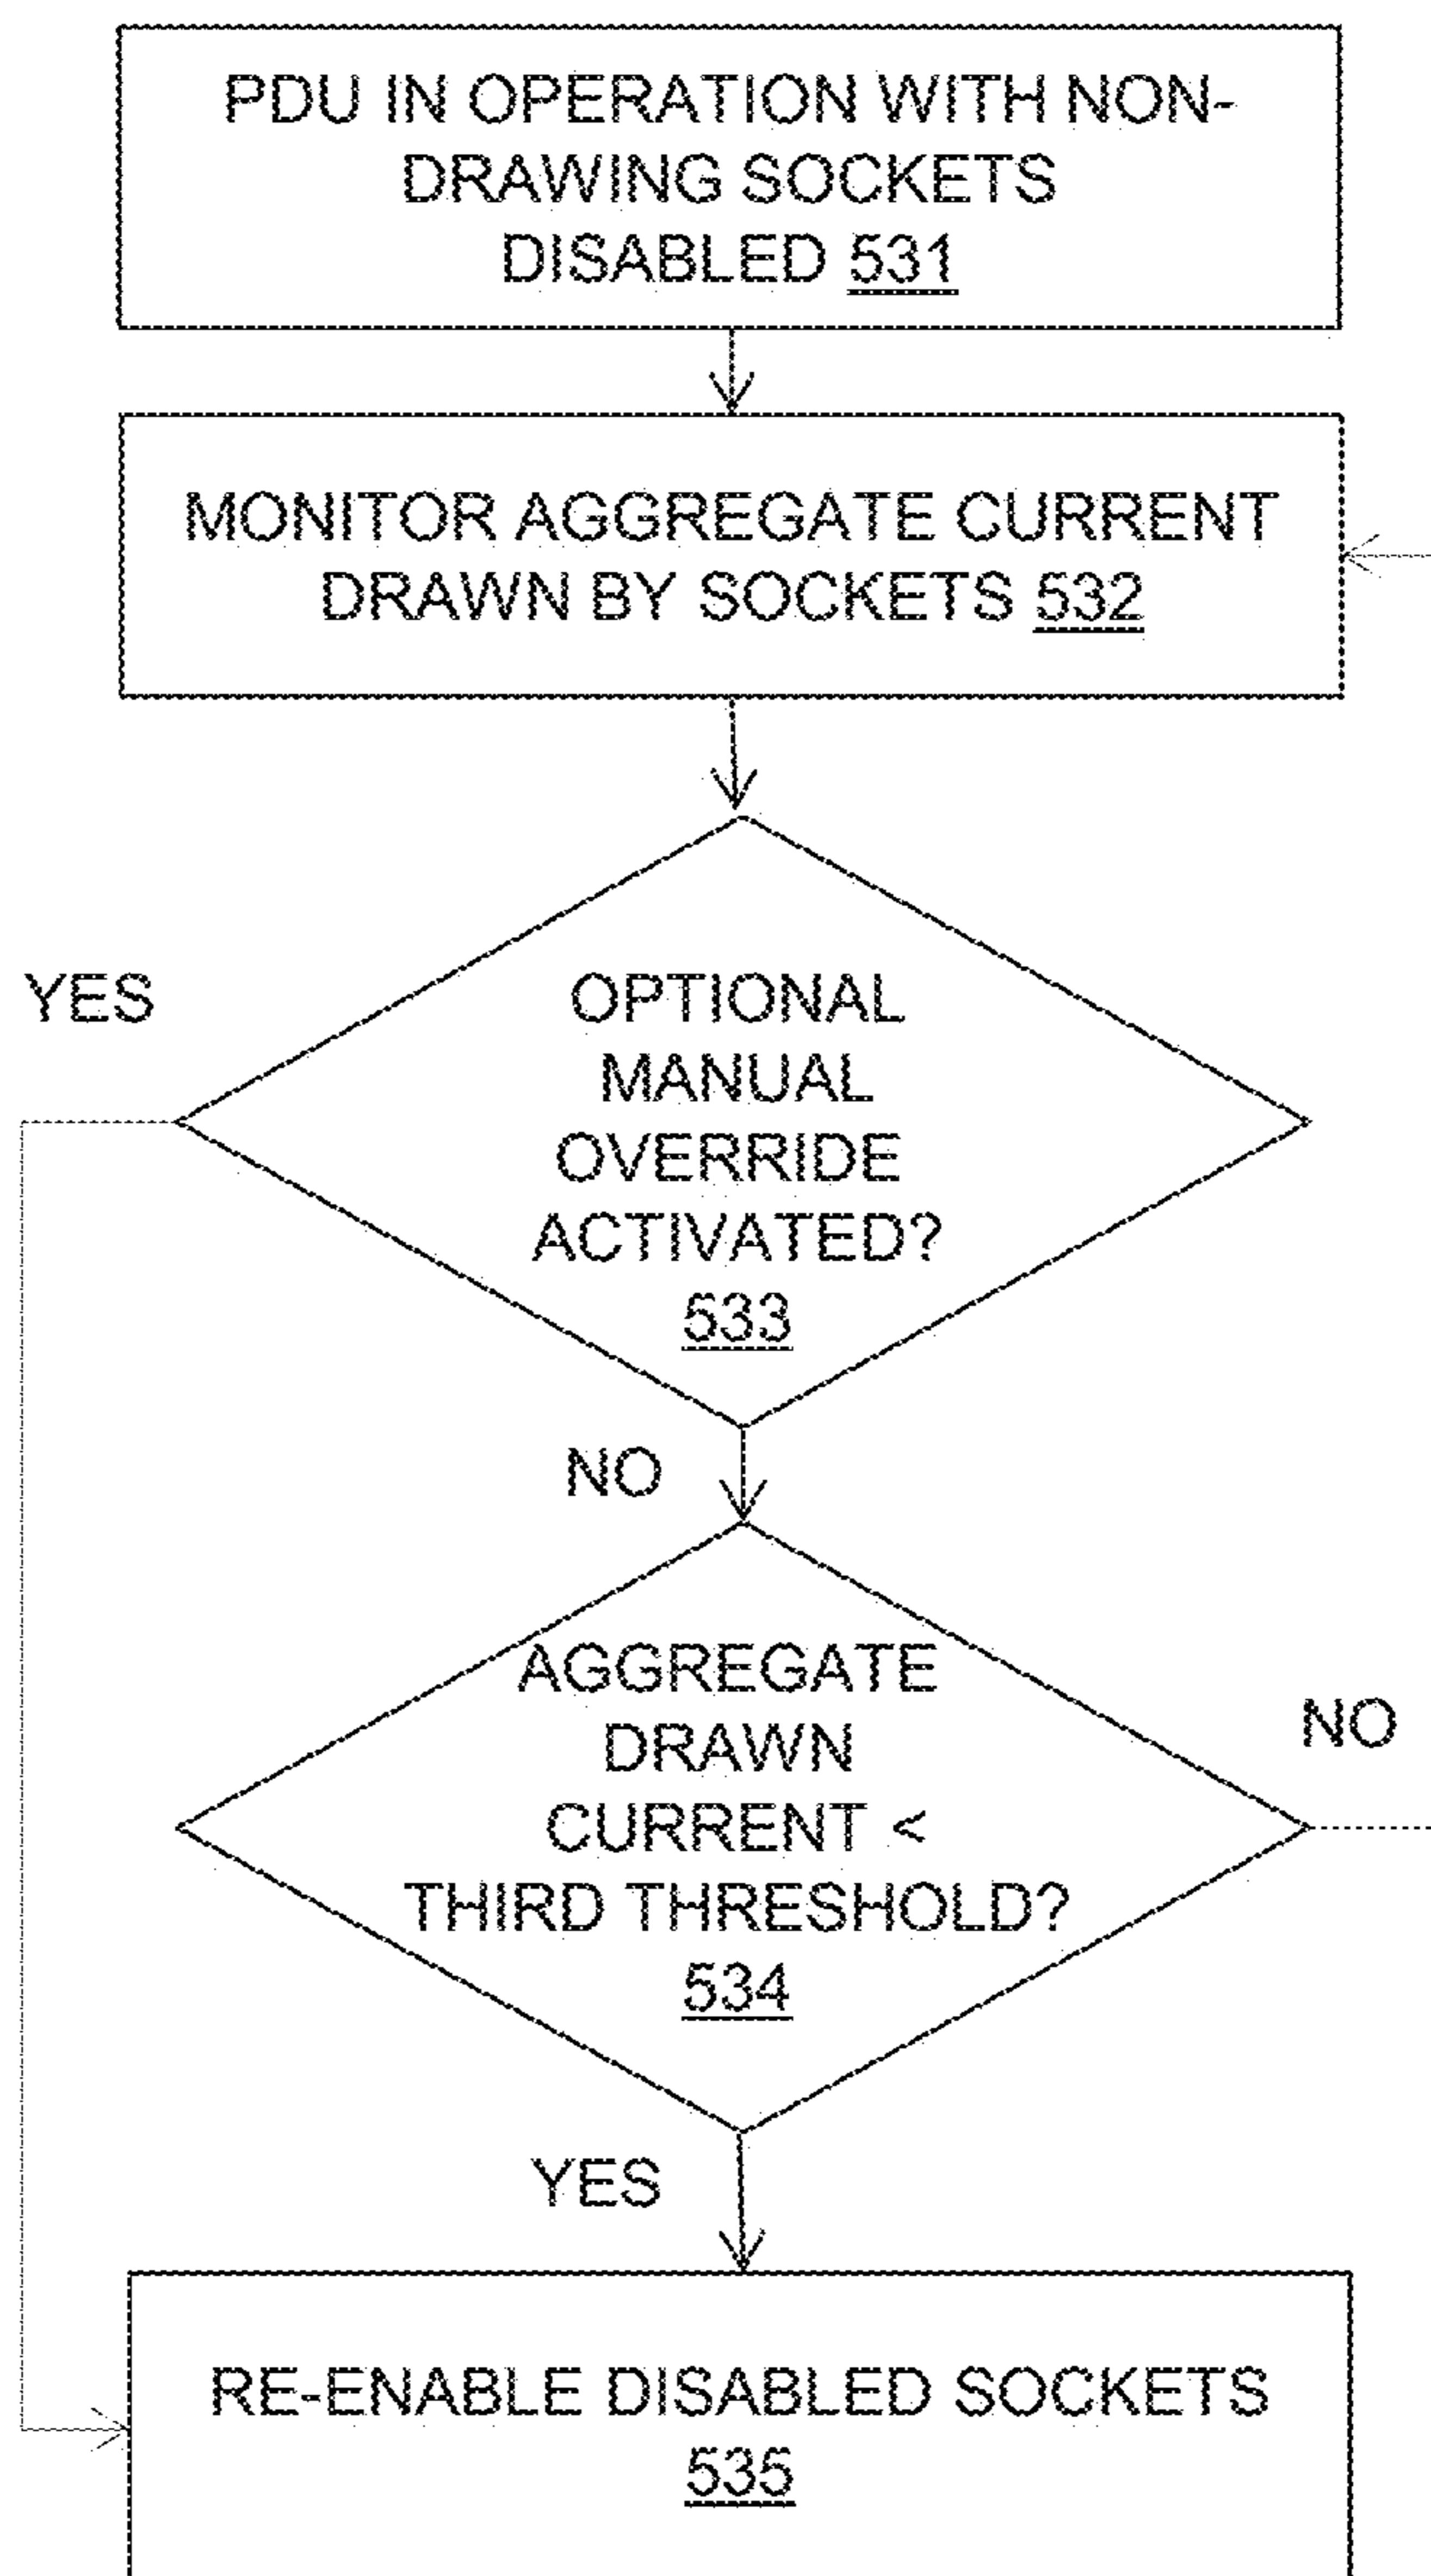 PDU IN OPERATION WITH NON-
DRAWING SOCKETS
DISABLED 531
MONITOR AGGREGATE CURRENT
DRAWN BY SOCKETS 532
YES
OPTIONAL
MANUAL
OVERRIDE
ACTIVATED?
533
NO
AGGREGATE
DRAWN
CURRENT <
THIRD THRESHOLD?
534
NO
YES
RE-ENABLE DISABLED SOCKETS
535